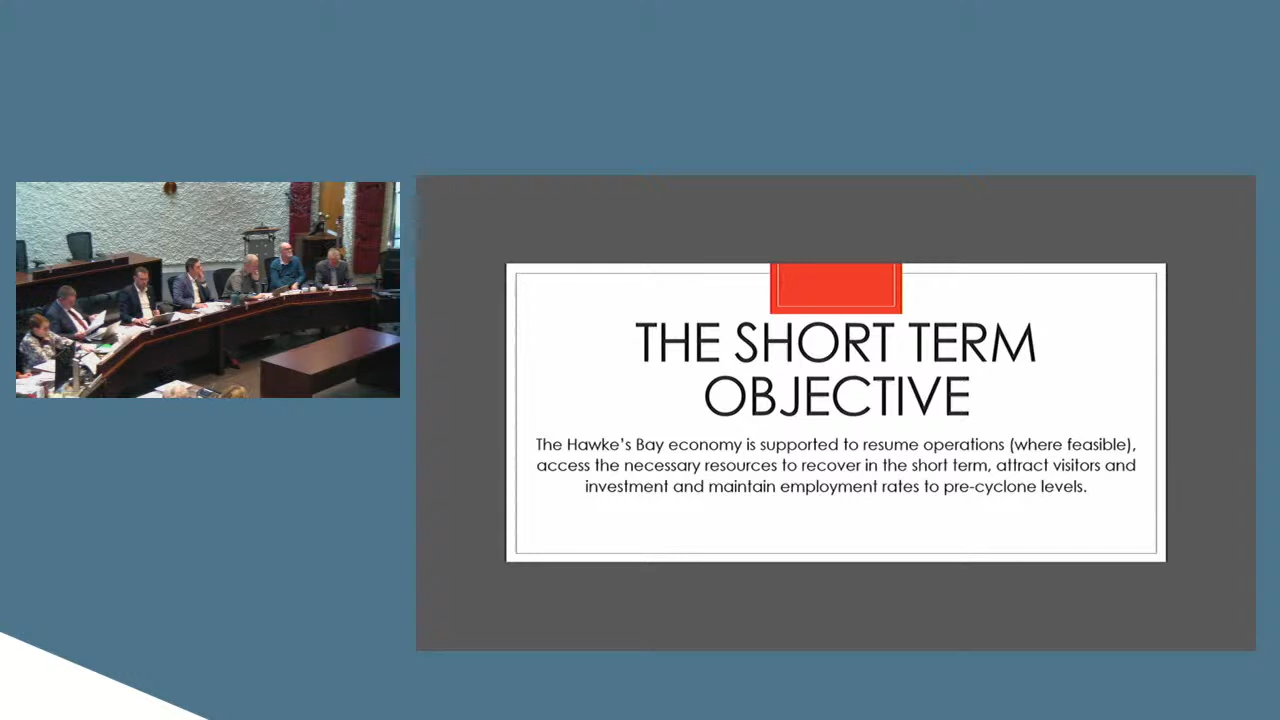 THE SHORT TERM
OBJECTIVE
The Hawke's Bay economy is supported to resume operations (where feasible),
access the necessary resources to recover in the short term, attract visitors and
investment and maintain employment rates to pre-cyclone levels.